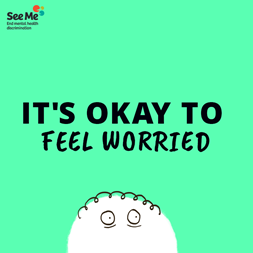 See Me
End mental health
discrimination
IT'S OKAY TO
FEEL WORRIED